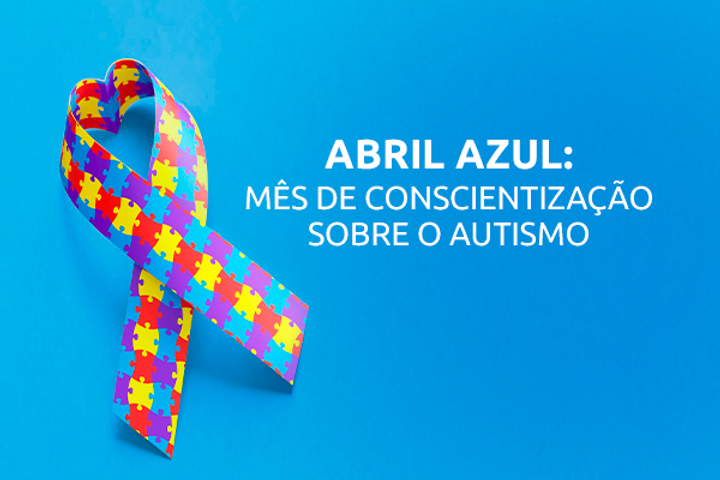 ABRIL AZUL:
MÊS DE CONSCIENTIZAÇÃO
SOBRE O AUTISMO